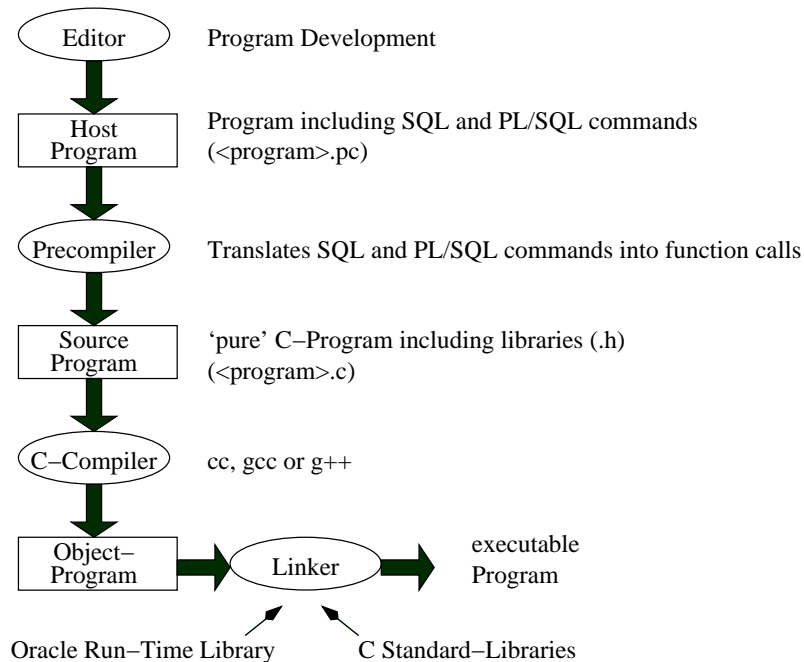 Editor
Program Development
Host
Program
Program including SQL and PL/SQL commands
(<program>.pc)
Precompiler
Translates SQL and PL/SQL commands into function calls
Source
Program
‘pure’ C−Program including libraries (.h)
(<program>.c)
C−Compiler
cc, gcc or g++
Object−
Program
Linker
executable
Program
Oracle Run−Time Library
C Standard−Libraries